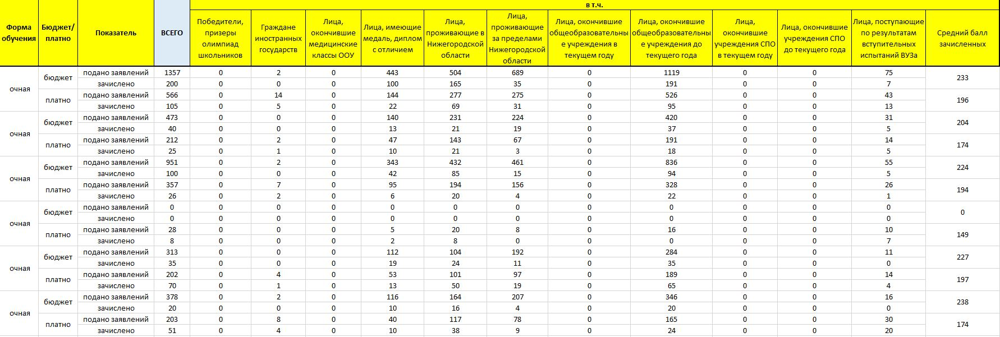 Форма обучения	Бюджет/ платно	Показатель	ВСЕГО	в т.ч.
Победители, призеры олимпиад школьников	Граждане иностранных государств	Лица, окончившие медицинские классы ООУ	Лица, имеющие медаль, диплом с отличием	Лица, проживающие в Нижегородской области	Лица, проживающие за пределами Нижегородской области	Лица, окончившие общеобразовательны е учреждения в текущем году	Лица, окончившие общеобразовательны е учреждения до текущего года	Лица, окончившие учреждения СПО в текущем году	Лица, окончившие учреждения СПО до текущего года	Лица, поступающие по результатам вступительных испытаний ВУЗа	Средний балл зачисленных
очная	бюджет	подано заявлений	1357	0	2	0	443	504	689	0	1119	0	0	75	233
зачислено	200	0	0	0	100	165	35	0	191	0	0	7
платно	подано заявлений	566	0	14	0	144	277	275	0	526	0	0	43	196
зачислено	105	0	5	0	22	69	31	0	95	0	0	13
очная	бюджет	подано заявлений	473	0	0	0	140	231	224	0	420	0	0	31	204
зачислено	40	0	0	0	13	21	19	0	37	0	0	5
платно	подано заявлений	212	0	2	0	47	143	67	0	191	0	0	14	174
зачислено	25	0	1	0	10	21	3	0	18	0	0	5
очная	бюджет	подано заявлений	951	0	2	0	343	432	461	0	836	0	0	55	224
зачислено	100	0	0	0	42	85	15	0	94	0	0	5
платно	подано заявлений	357	0	7	0	95	194	156	0	328	0	0	26	194
зачислено	26	0	2	0	6	20	4	0	22	0	0	1
очная	бюджет	подано заявлений	0	0	0	0	0	0	0	0	0	0	0	0	0
зачислено	0	0	0	0	0	0	0	0	0	0	0	0
платно	подано заявлений	28	0	0	0	5	20	8	0	16	0	0	10	149
зачислено	8	0	0	0	2	8	0	0	0	0	0	7
очная	бюджет	подано заявлений	313	0	0	0	112	104	192	0	284	0	0	11	227
зачислено	35	0	0	0	19	24	11	0	35	0	0	0
платно	подано заявлений	202	0	4	0	53	101	97	0	189	0	0	14	197
зачислено	70	0	1	0	13	50	19	0	65	0	0	4
очная	бюджет	подано заявлений	378	0	2	0	116	164	207	0	346	0	0	16	238
зачислено	20	0	0	0	10	16	4	0	20	0	0	0
платно	подано заявлений	203	0	8	0	40	117	78	0	165	0	0	30	174
зачислено	51	0	4	0	10	38	9	0	24	0	0	20